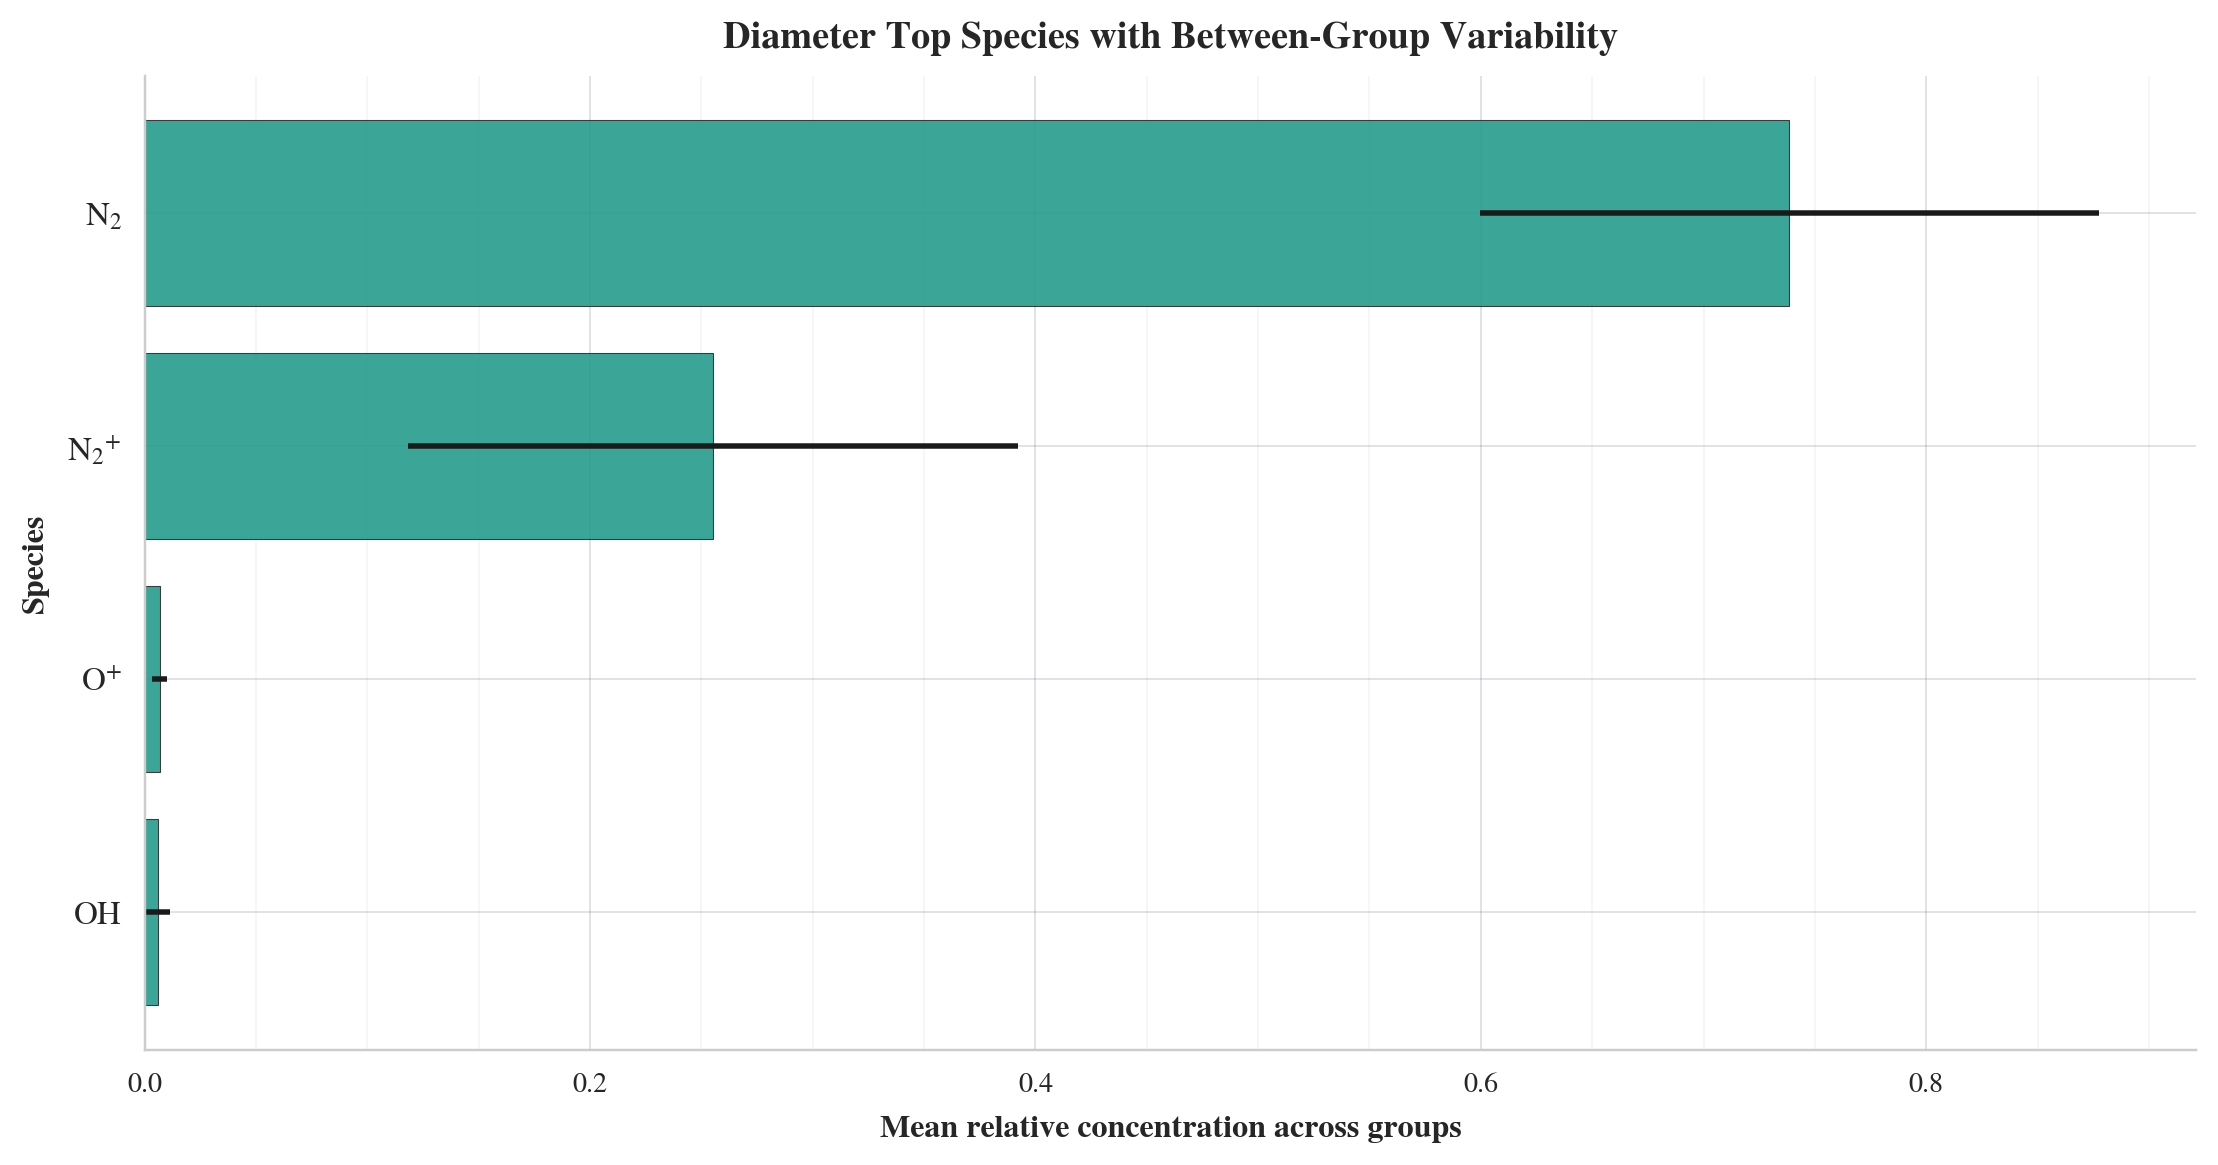 Diameter Top Species with Between-Group Variability
Species
N₂
N₂⁺
O⁺
OH
0.0 0.2 0.4 0.6 0.8
Mean relative concentration across groups